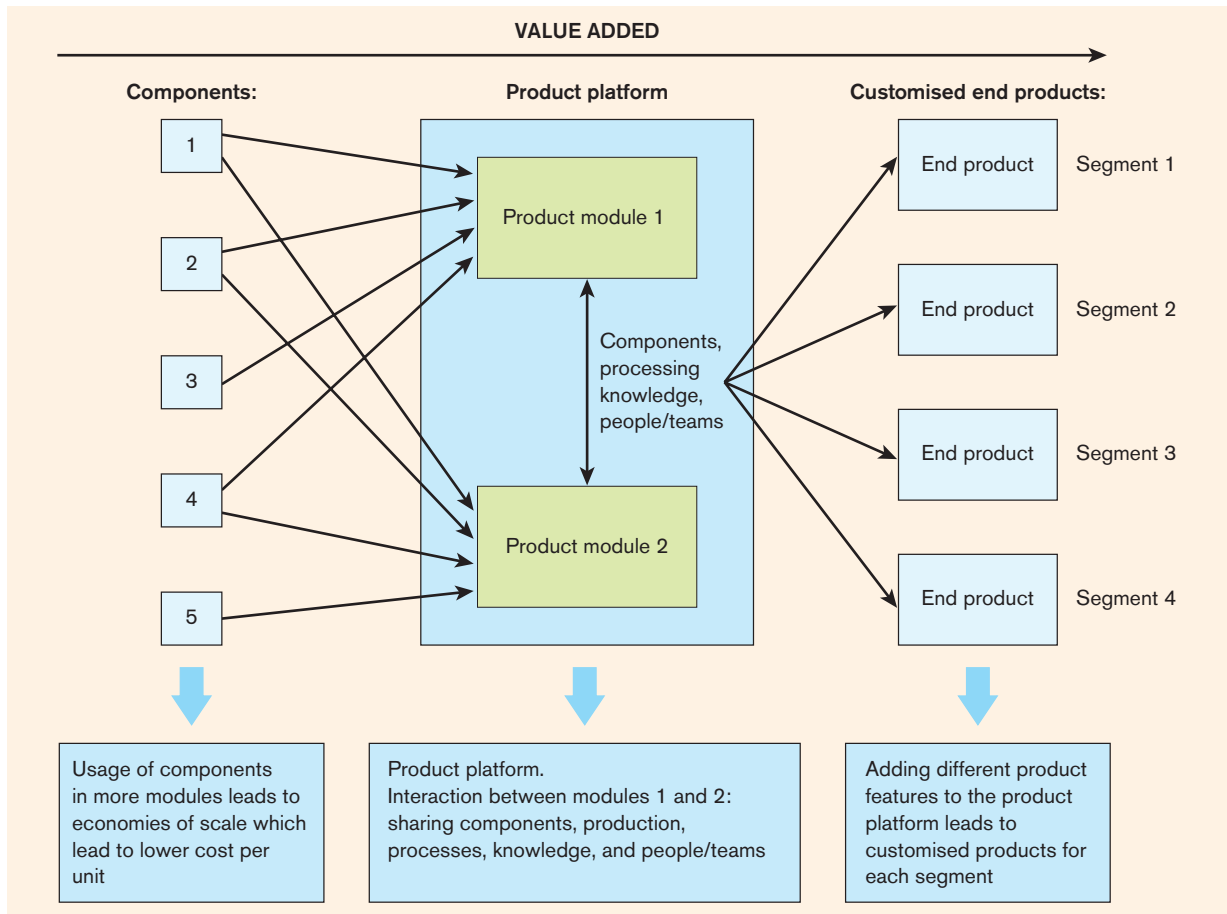 VALUE ADDED
Components:
Product platform
Customised end products:
1
2
3
4
5
Product module 1
Components,
processing
knowledge,
people/teams
Product module 2
End product
Segment 1
End product
Segment 2
End product
Segment 3
End product
Segment 4
Usage of components
in more modules leads to
economies of scale which
lead to lower cost per
unit
Product platform.
Interaction between modules 1 and 2:
sharing components, production,
processes, knowledge, and people/teams
Adding different product
features to the product
platform leads to
customised products for
each segment